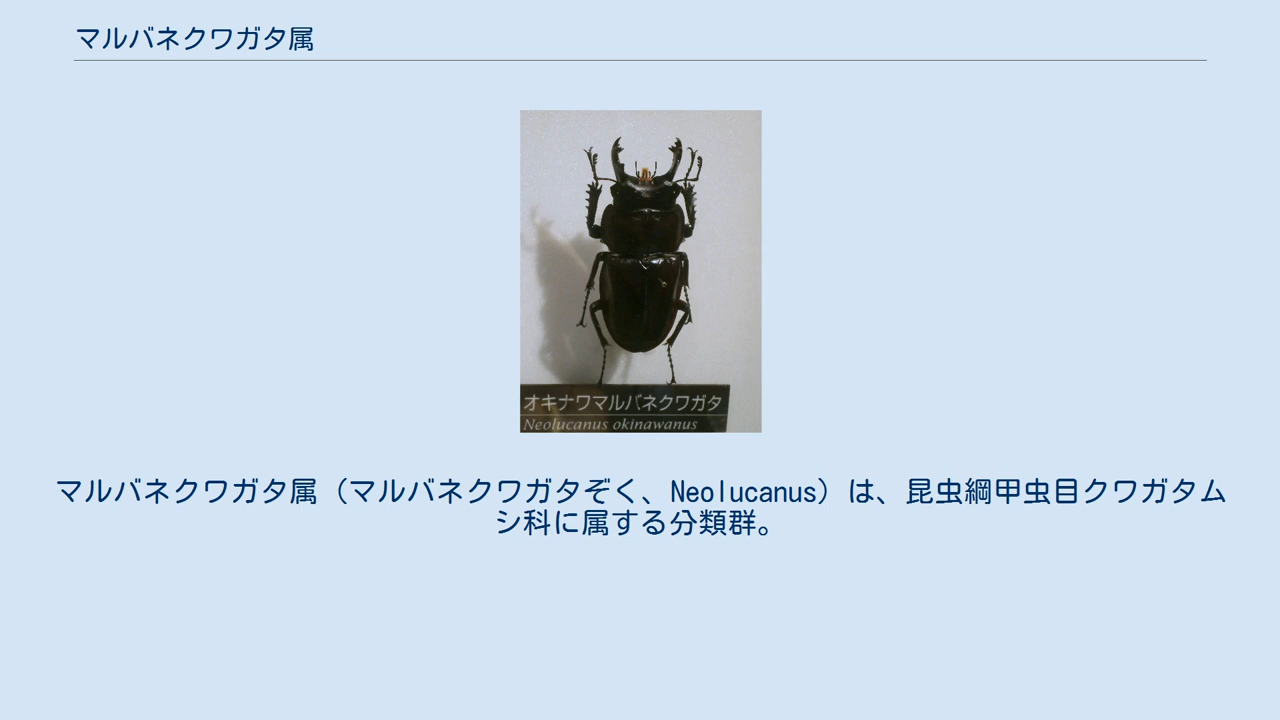 マルバネクワガタ属
オキナワマルバネクワガタ
Neolucanus okinawanus
マルバネクワガタ属（マルバネクワガタぞく、Neolucanus）は、昆虫綱甲虫目クワガタム
シ科に属する分類群。